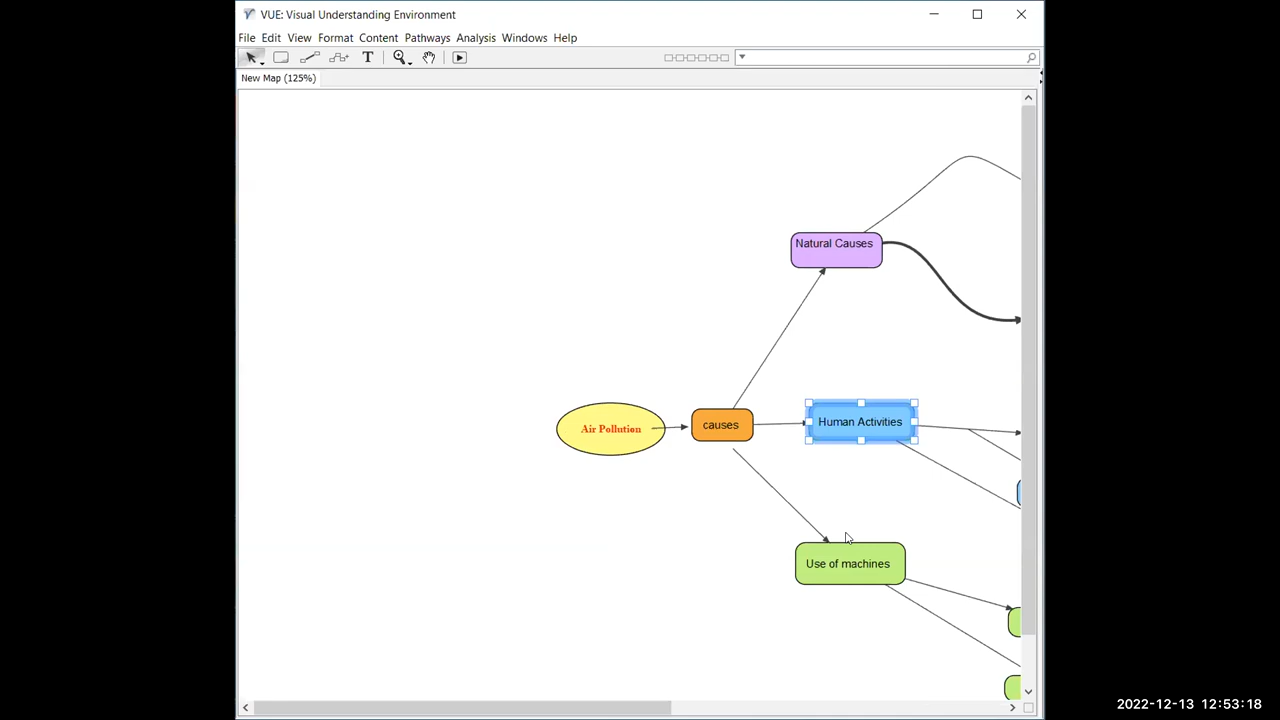 VUE: Visual Understanding Environment
File Edit View Format Content Pathways Analysis Windows Help
T
New Map (125%)
Natural Causes
Air Pollution
causes
Human Activities
Use of machines
2022-12-13 12:53:18